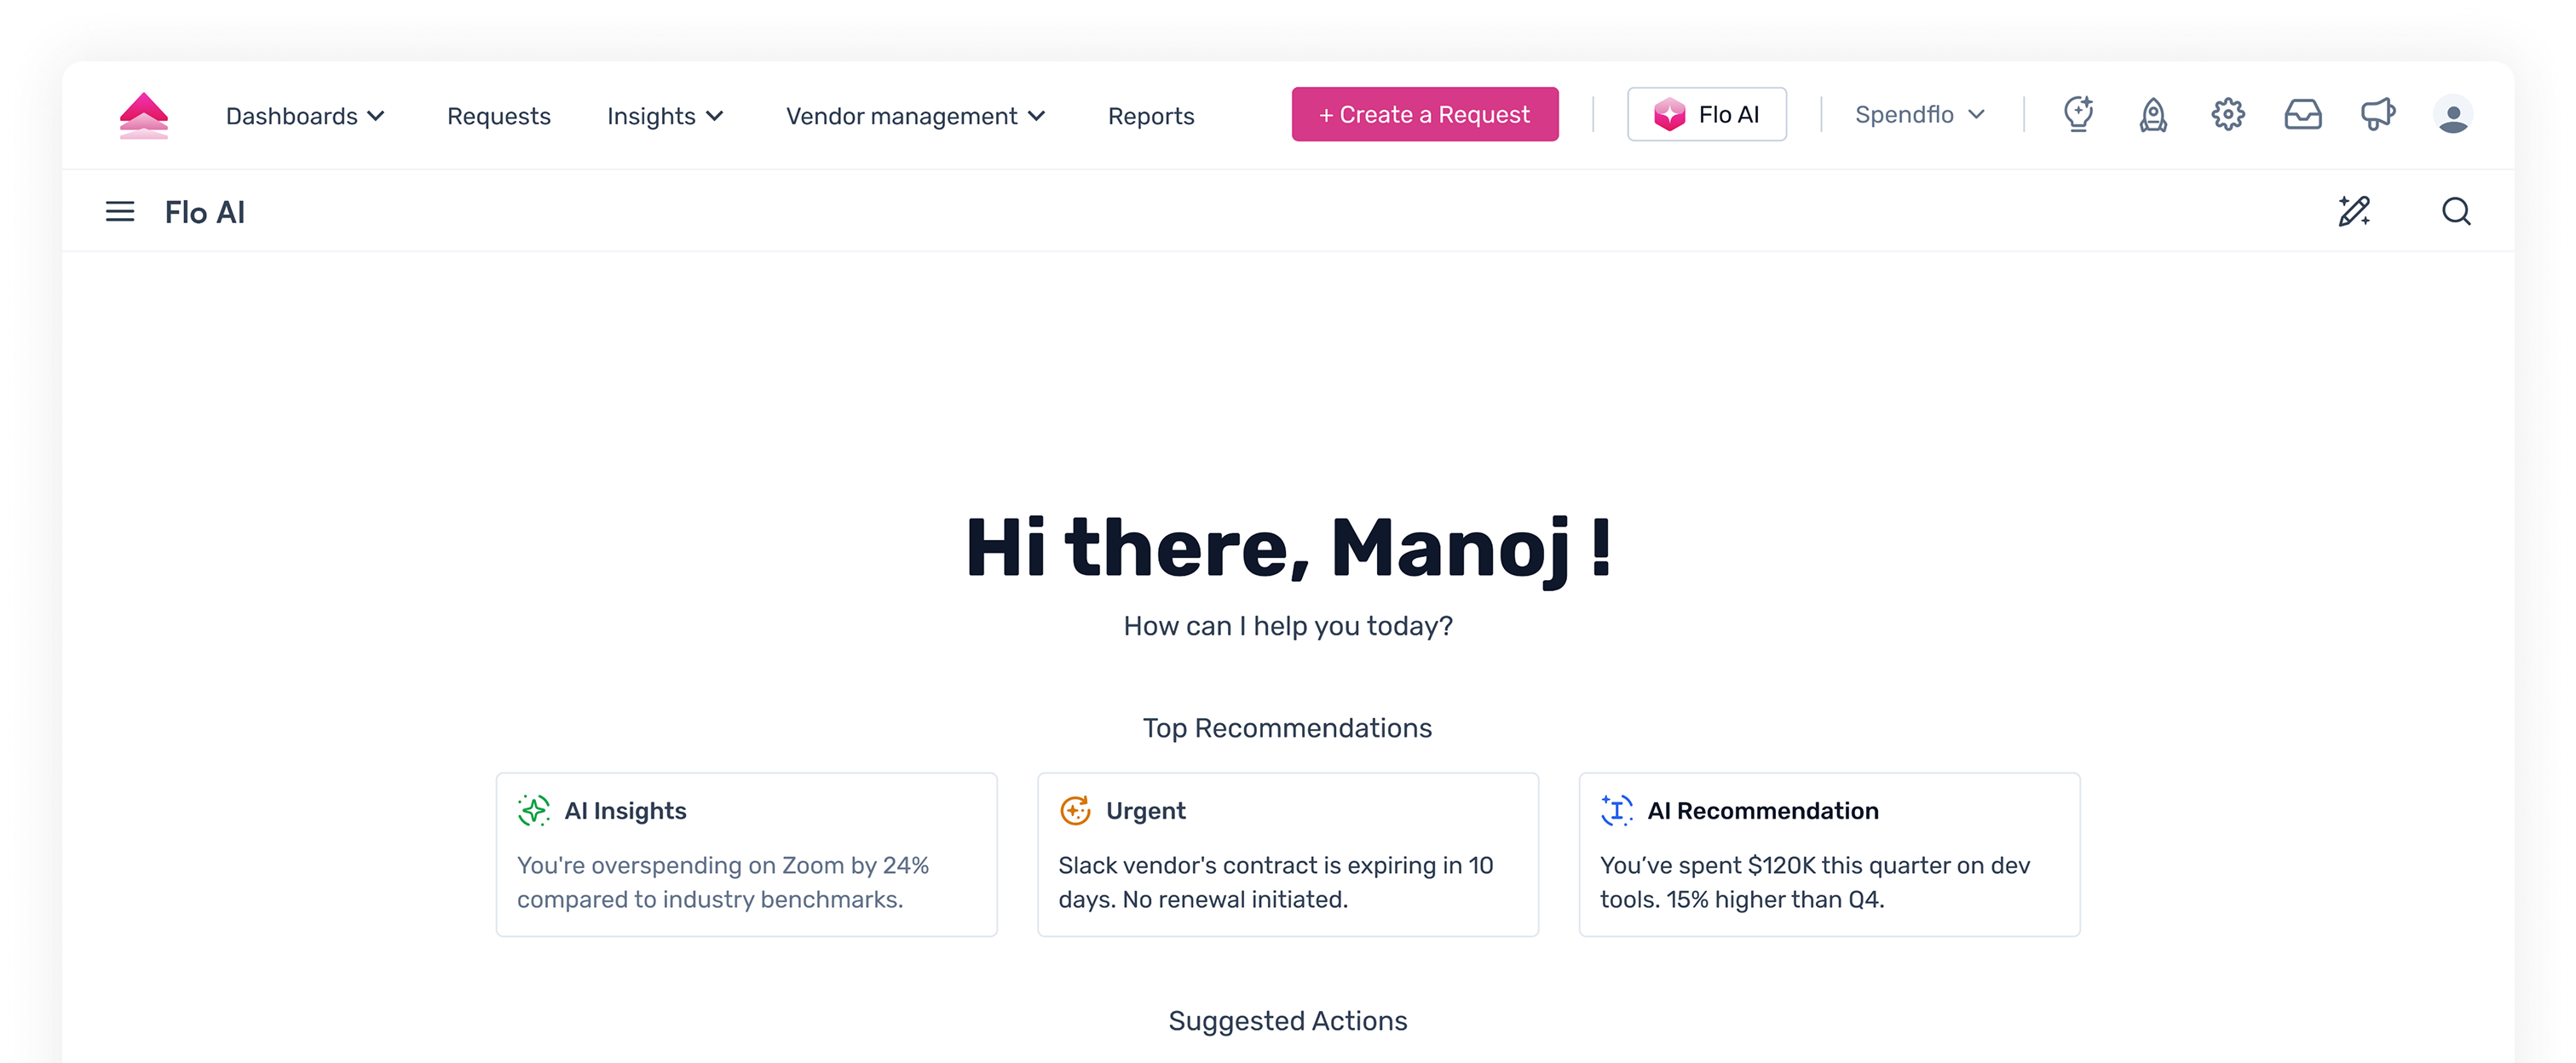 Dashboards Requests Insights Vendor management Reports + Create a Request Flo AI Spendflo
Flo AI
Hi there, Manoj !
How can I help you today?
Top Recommendations
AI Insights
You're overspending on Zoom by 24%
compared to industry benchmarks.
Urgent
Slack vendor's contract is expiring in 10
days. No renewal initiated.
AI Recommendation
You’ve spent $120K this quarter on dev
tools. 15% higher than Q4.
Suggested Actions